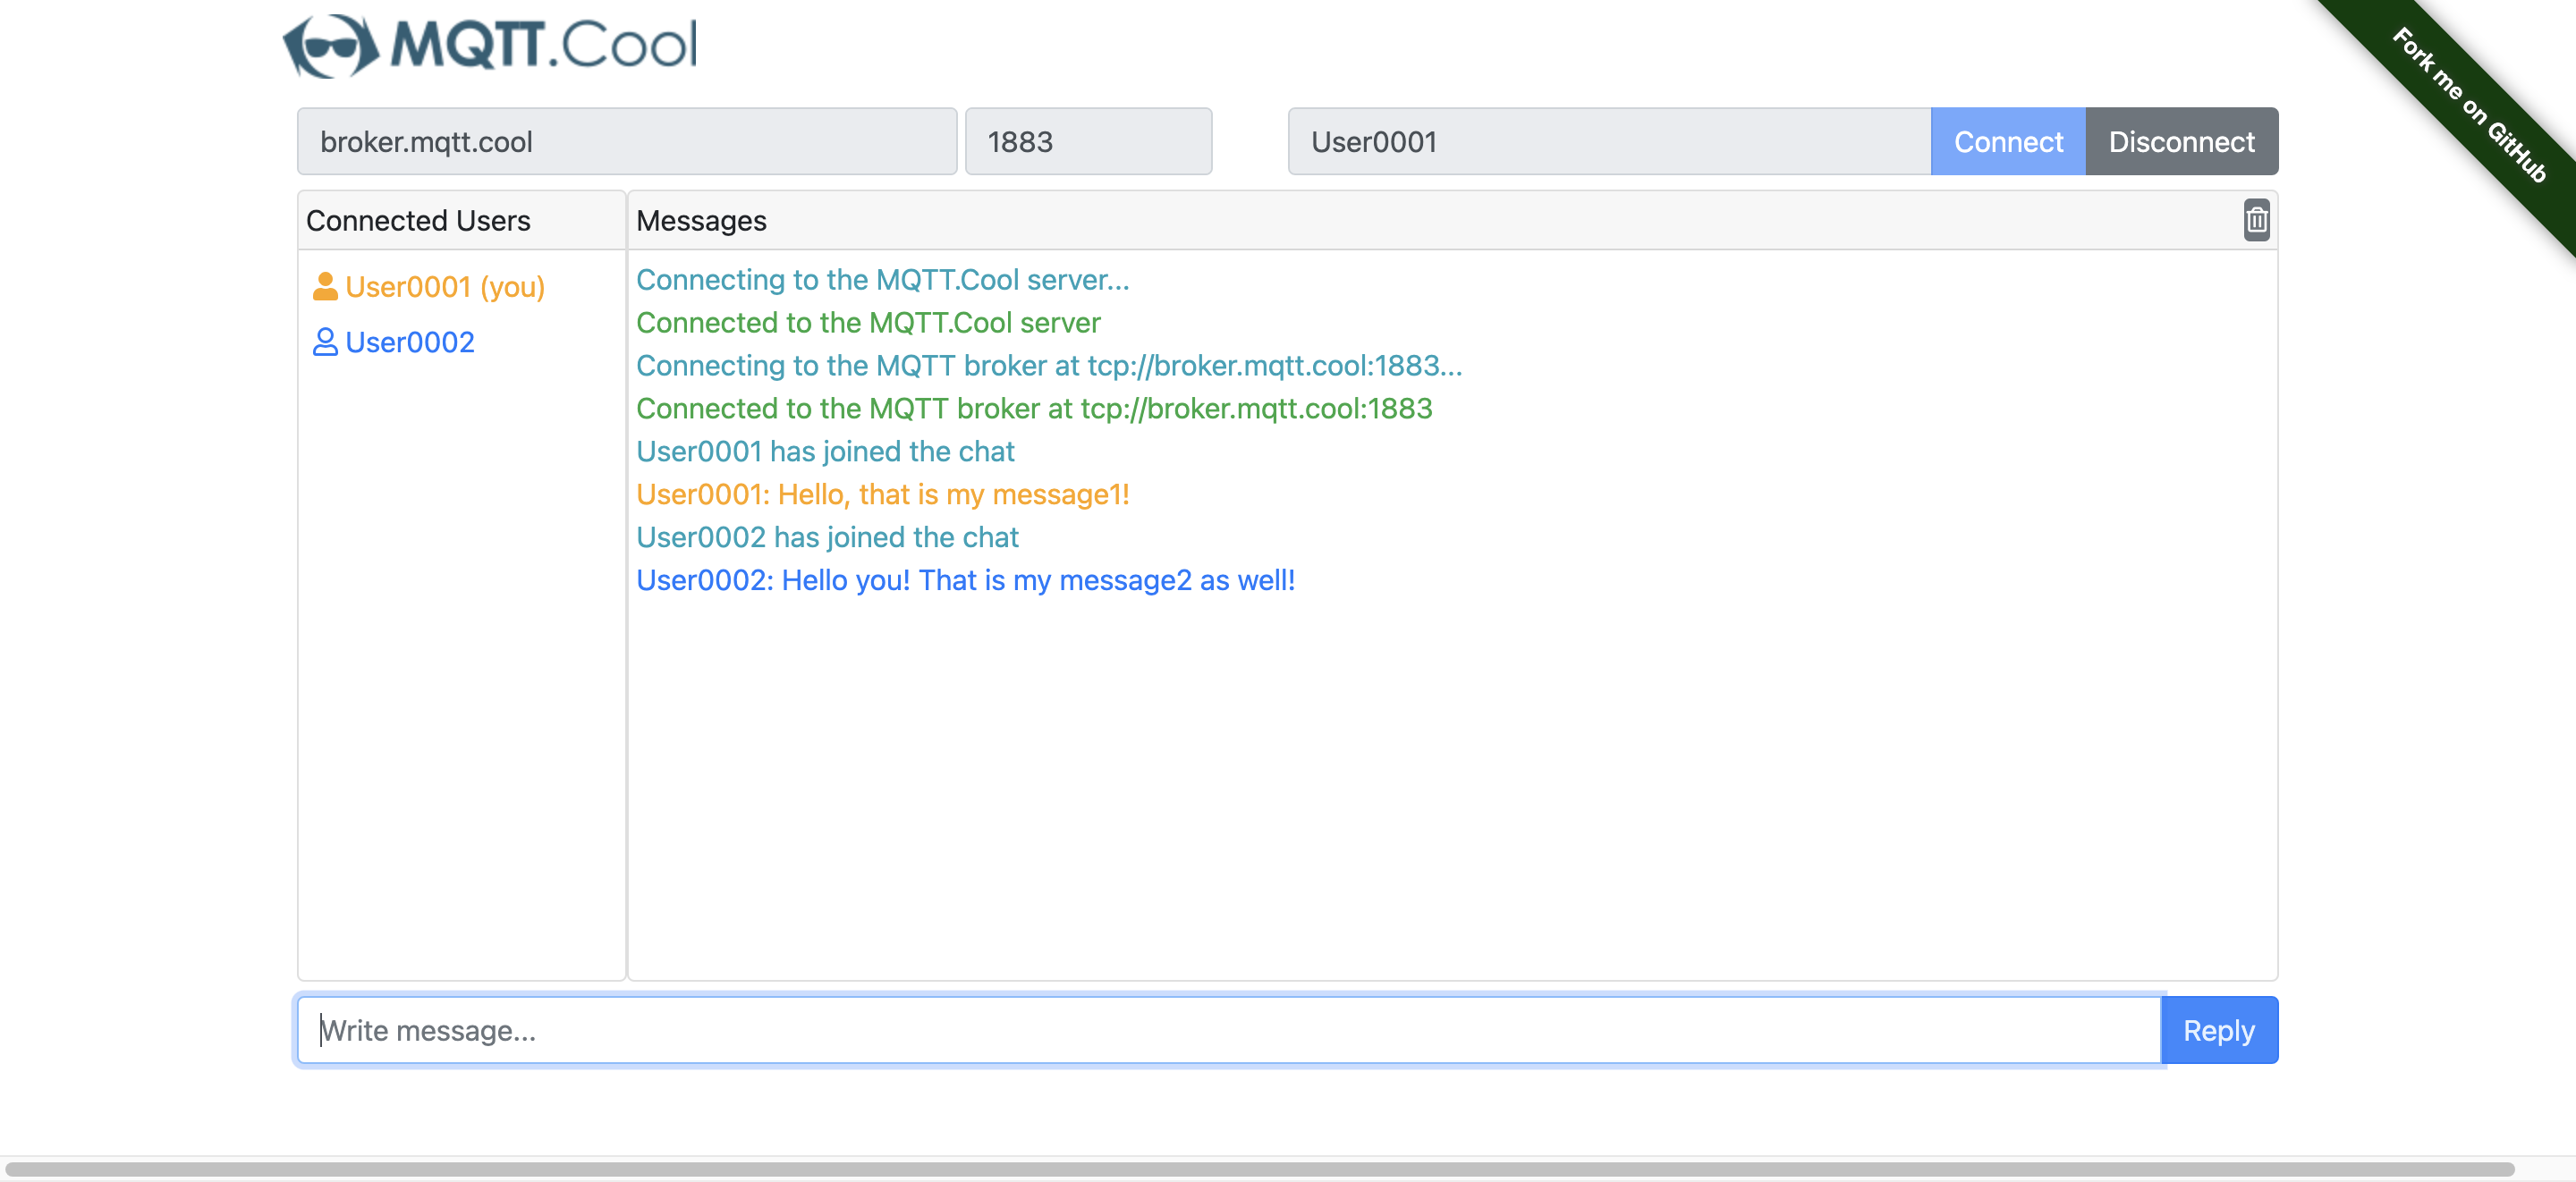 MQTT.Cool
Fork me on GitHub
broker.mqtt.cool 1883 User0001 Connect Disconnect
Connected Users
User0001 (you)
User0002
Messages
Connecting to the MQTT.Cool server...
Connected to the MQTT.Cool server
Connecting to the MQTT broker at tcp://broker.mqtt.cool:1883...
Connected to the MQTT broker at tcp://broker.mqtt.cool:1883
User0001 has joined the chat
User0001: Hello, that is my message1!
User0002 has joined the chat
User0002: Hello you! That is my message2 as well!
Write message... Reply